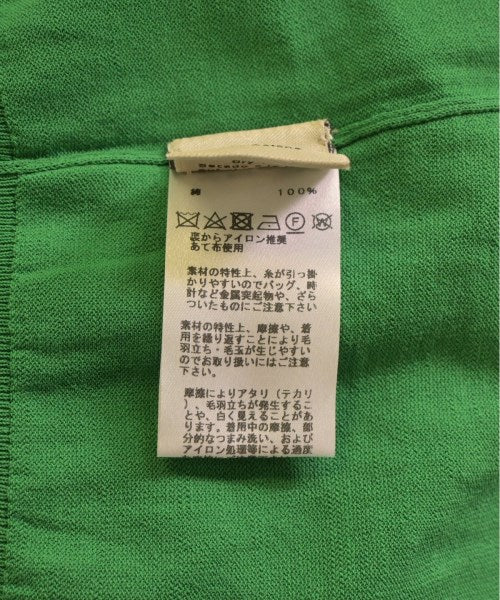 Dry
綿 100%
F W
裏からアイロン推奨
あて布使用
素材の特性上、糸が引っ掛
かりやすいのでバッグ、時
計など金属突起物や、ざら
ついたものにご注意下さい
素材の特性上、摩擦や、着
用を繰り返すことにより毛
羽立ち・毛玉が生じやすい
のでお取り扱いにはご注意
下さい。
摩擦によりアタリ（テカリ
）、毛羽立ちが発生するこ
とや、白く見えることがあ
ります。着用中の摩擦、部
分的なつまみ洗い、および
アイロン処理等による過度